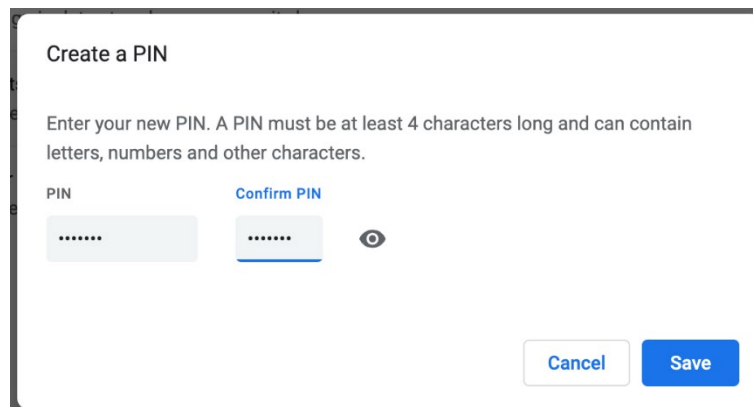 Create a PIN
Enter your new PIN. A PIN must be at least 4 characters long and can contain
letters, numbers and other characters.
PIN Confirm PIN
••••••• •••••••
Cancel Save